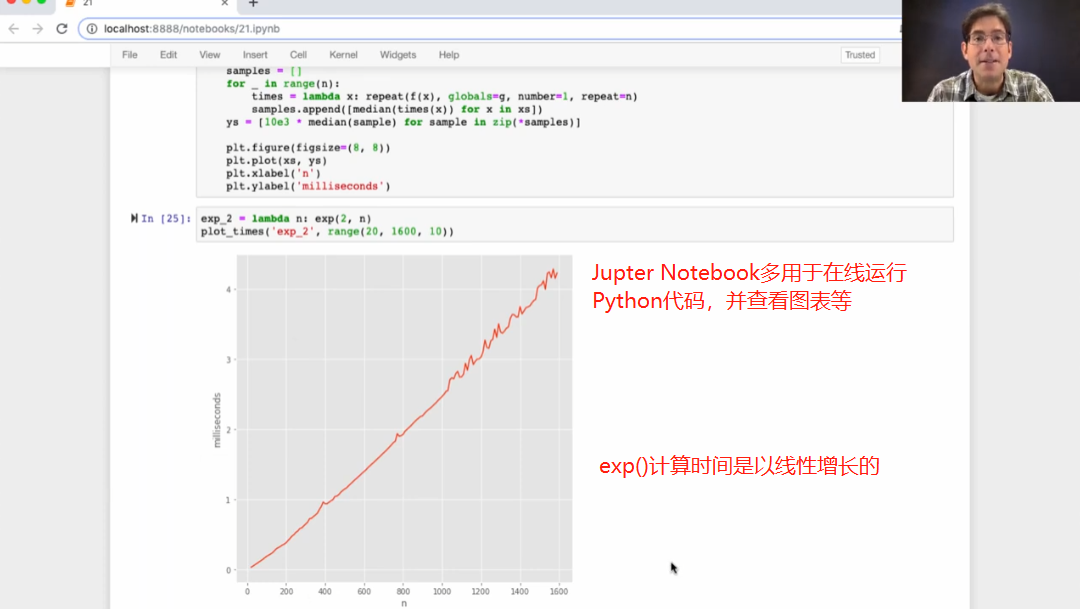 21
localhost:8888/notebooks/21.ipynb
File Edit View Insert Cell Kernel Widgets Help Trusted
samples = []
for _ in range(n):
times = lambda x: repeat(f(x), globals=g, number=1, repeat=n)
samples.append([median(times(x)) for x in xs])
ys = [10e3 * median(sample) for sample in zip(*samples)]
plt.figure(figsize=(8, 8))
plt.plot(xs, ys)
plt.xlabel('n')
plt.ylabel('milliseconds')
In [25]:
exp_2 = lambda n: exp(2, n)
plot_times('exp_2', range(20, 1600, 10))
Jupter Notebook多用于在线运行
Python代码，并查看图表等
exp()计算时间是以线性增长的
milliseconds
4
3
2
1
0
0 200 400 600 800 1000 1200 1400 1600
n